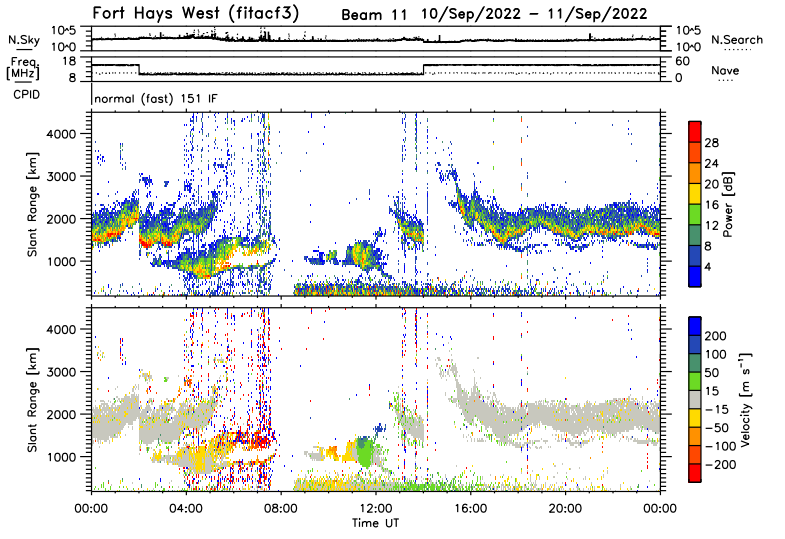 Fort Hays West (fitacf3) Beam 11 10/Sep/2022 - 11/Sep/2022
N.Sky 10^5 10^0 10^5 10^0 N.Search
Freq. [MHz] 18 8 60 0 Nave
CPID normal (fast) 151 IF
Slant Range [km] 4000 3000 2000 1000
Power [dB] 28 24 20 16 12 8 4
Slant Range [km] 4000 3000 2000 1000
Velocity [m s⁻¹] 200 100 50 15 -15 -50 -100 -200
00:00 04:00 08:00 12:00 16:00 20:00 00:00
Time UT